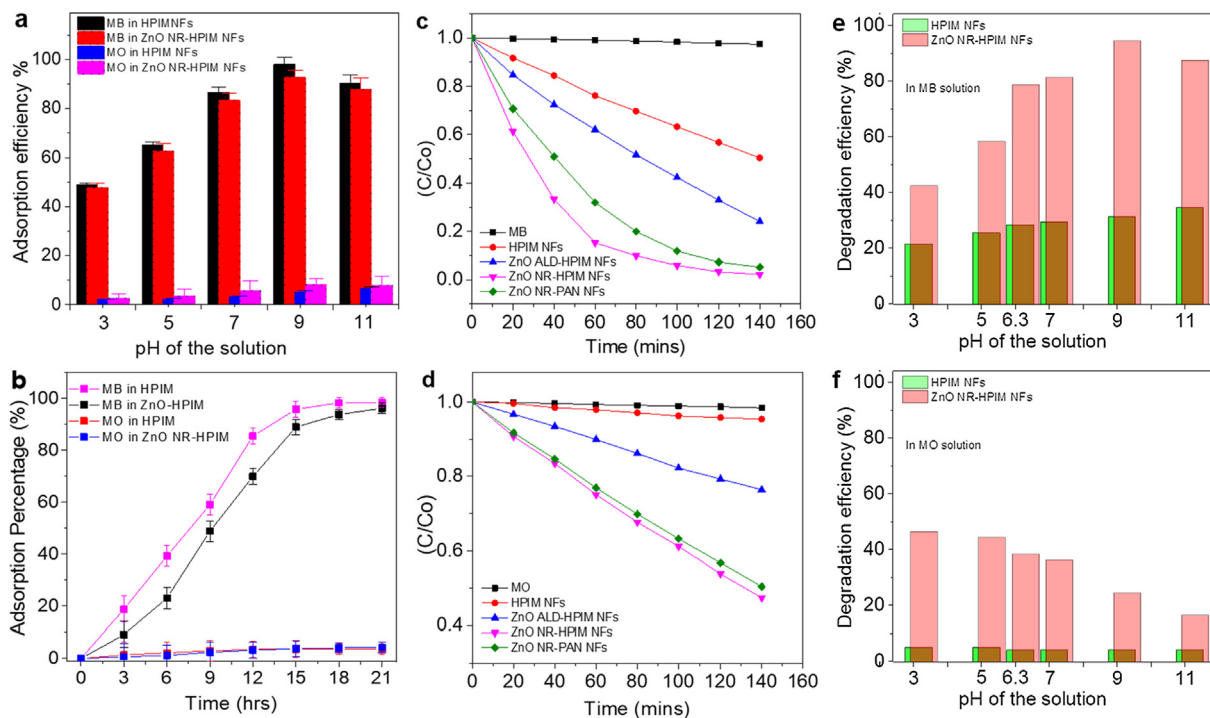 a
MB in HPIMNFs
MB in ZnO NR-HPIM NFs
MO in HPIM NFs
MO in ZnO NR-HPIM NFs
Adsorption efficiency %
100
80
60
40
20
0
3 5 7 9 11
pH of the solution
b
MB in HPIM
MB in ZnO-HPIM
MO in HPIM
MO in ZnO NR-HPIM
Adsorption Percentage (%)
100
80
60
40
20
0
0 3 6 9 12 15 18 21
Time (hrs)
c
(C/Co)
1.0
0.8
0.6
0.4
0.2
0.0
MB
HPIM NFs
ZnO ALD-HPIM NFs
ZnO NR-HPIM NFs
ZnO NR-PAN NFs
0 20 40 60 80 100 120 140 160
Time (mins)
d
(C/Co)
1.0
0.8
0.6
0.4
MO
HPIM NFs
ZnO ALD-HPIM NFs
ZnO NR-HPIM NFs
ZnO NR-PAN NFs
0 20 40 60 80 100 120 140 160
Time (mins)
e
HPIM NFs
ZnO NR-HPIM NFs
In MB solution
Degradation effciency (%)
100
80
60
40
20
0
3 5 6.3 7 9 11
pH of the solution
f
HPIM NFs
ZnO NR-HPIM NFs
In MO solution
Degradation effciency (%)
100
80
60
40
20
0
3 5 6.3 7 9 11
pH of the solution